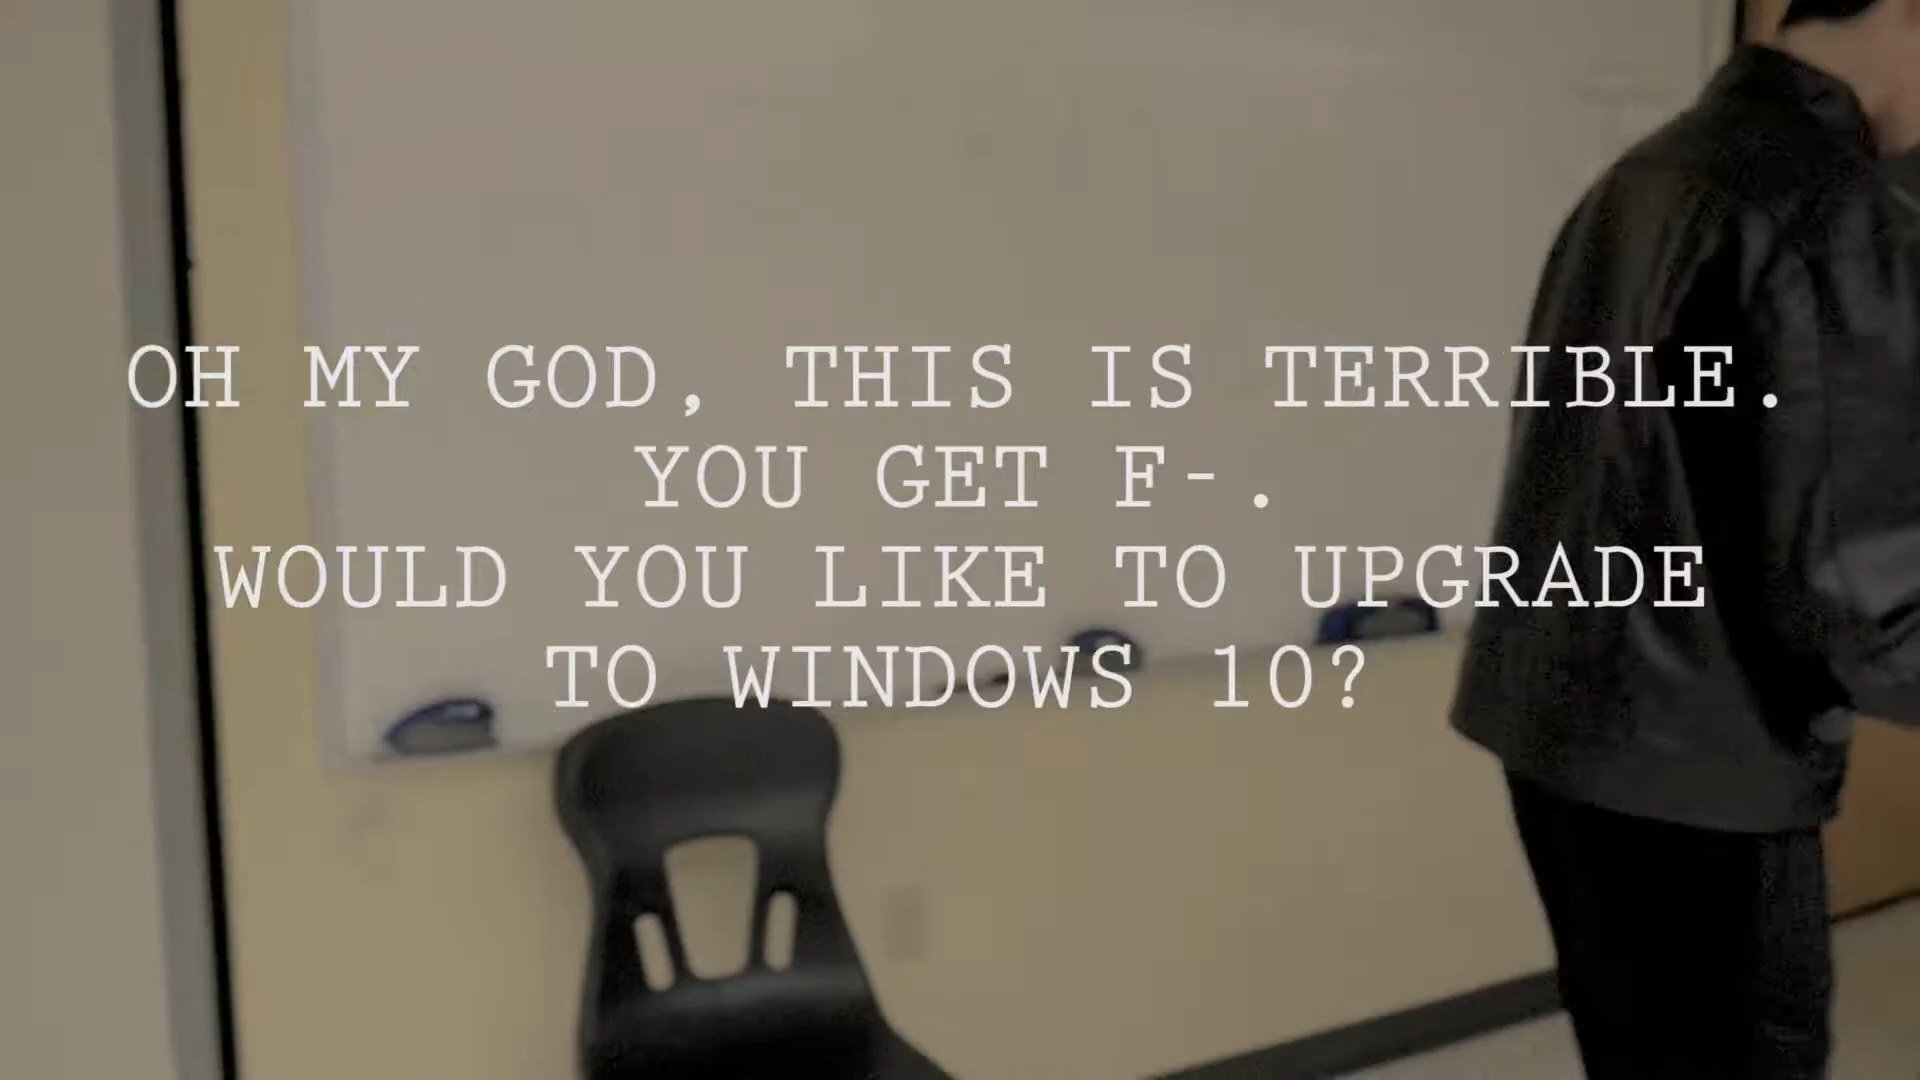 OH MY GOD, THIS IS TERRIBLE.
YOU GET F-.
WOULD YOU LIKE TO UPGRADE
TO WINDOWS 10?